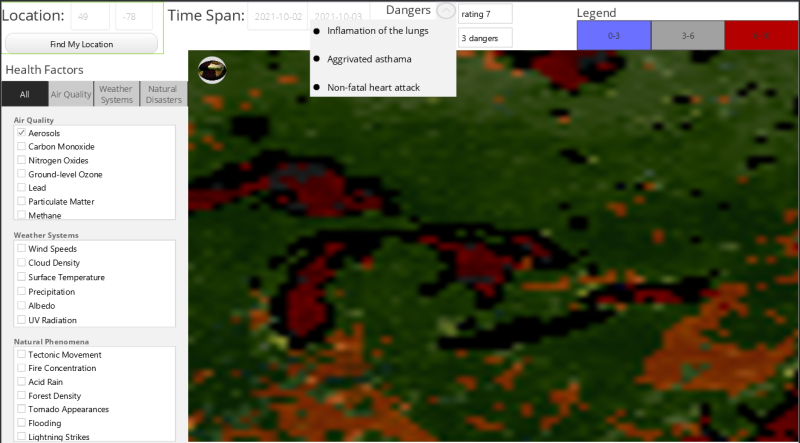 Location: 49 -78 Time Span: 2021-10-02 2021-10-03 Dangers rating 7 Legend
Find My Location
3 dangers 0-3 3-6
Inflamation of the lungs
Aggrivated asthama
Non-fatal heart attack
Health Factors
All Air Quality Weather Systems Natural Disasters
Air Quality
Aerosols
Carbon Monoxide
Nitrogen Oxides
Ground-level Ozone
Lead
Particulate Matter
Methane
Weather Systems
Wind Speeds
Cloud Density
Surface Temperature
Precipitation
Albedo
UV Radiation
Natural Phenomena
Tectonic Movement
Fire Concentration
Acid Rain
Forest Density
Tornado Appearances
Flooding
Lightning Strikes